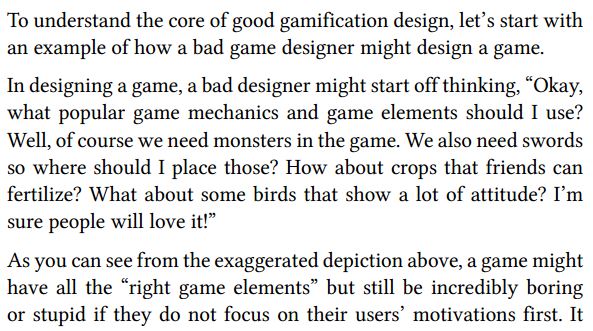 To understand the core of good gamification design, let’s start with
an example of how a bad game designer might design a game.
In designing a game, a bad designer might start off thinking, “Okay,
what popular game mechanics and game elements should I use?
Well, of course we need monsters in the game. We also need swords
so where should I place those? How about crops that friends can
fertilize? What about some birds that show a lot of attitude? I’m
sure people will love it!”
As you can see from the exaggerated depiction above, a game might
have all the “right game elements” but still be incredibly boring
or stupid if they do not focus on their users’ motivations first. It